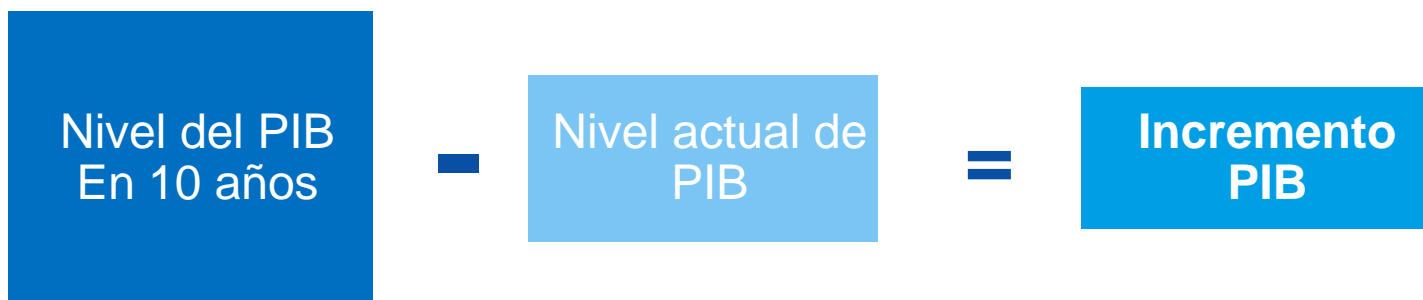 Nivel del PIB
En 10 años
-
Nivel actual de
PIB
=
Incremento
PIB